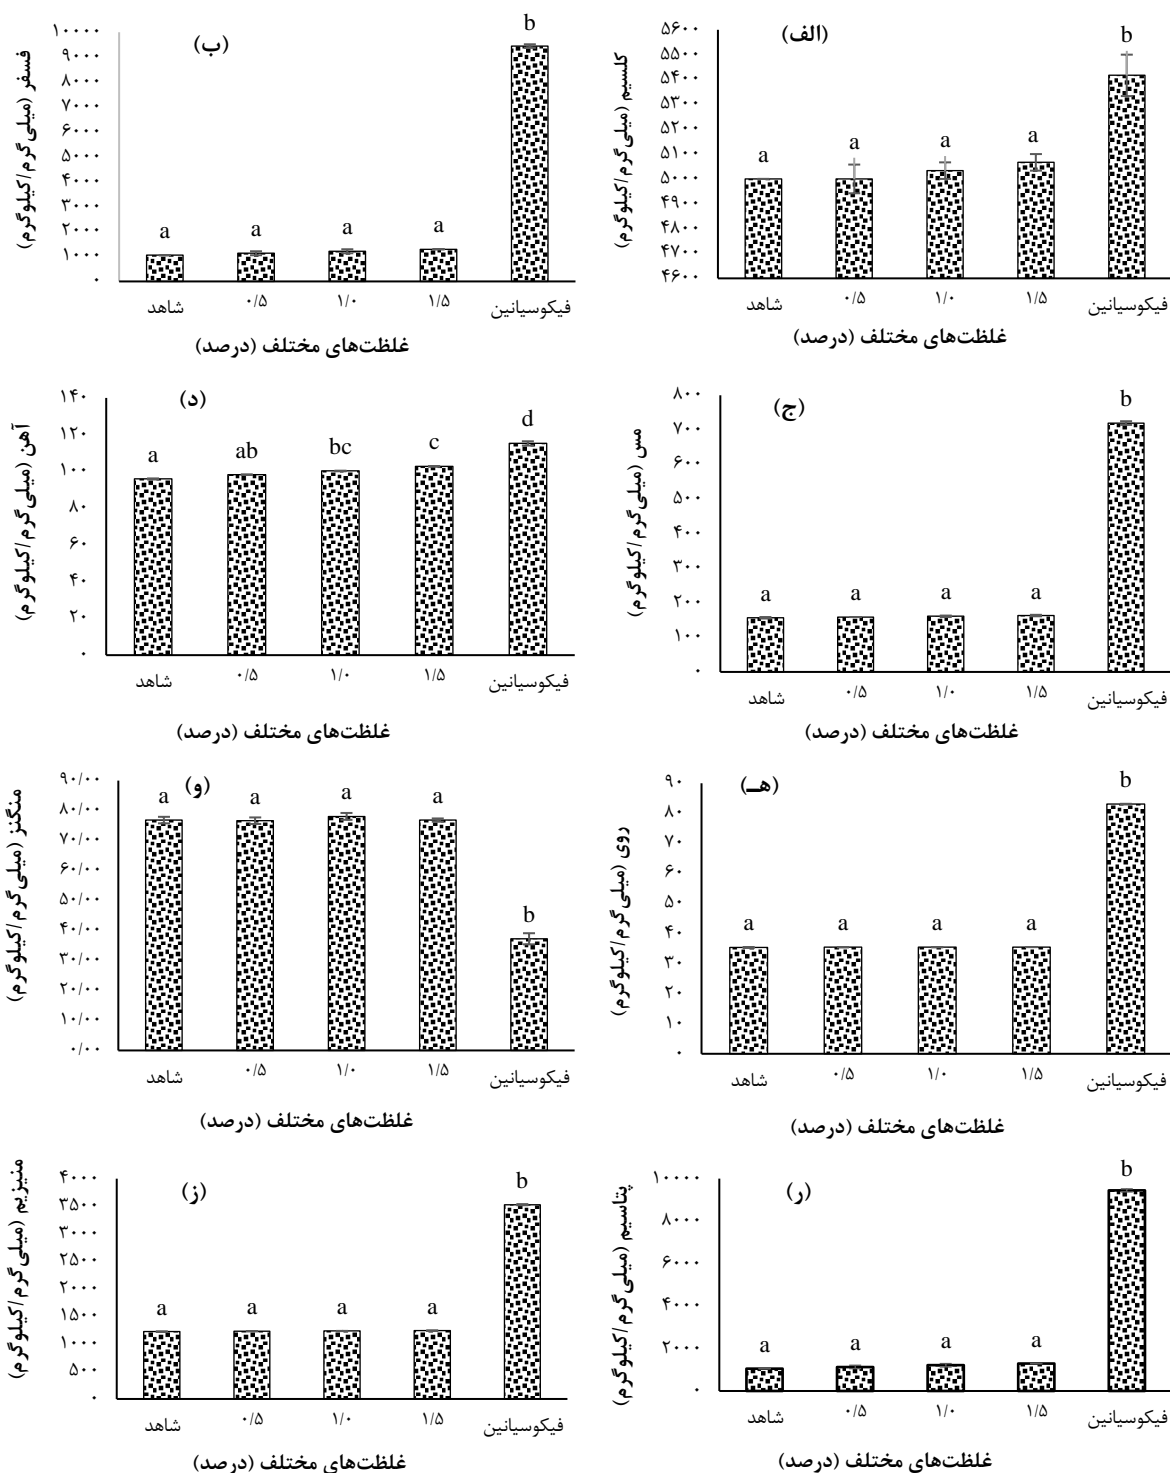 (الف)
کلسیم (میلی‌گرم/کیلوگرم)
۵۶۰۰
۵۵۰۰
۵۴۰۰
۵۳۰۰
۵۲۰۰
۵۱۰۰
۵۰۰۰
۴۹۰۰
۴۸۰۰
۴۷۰۰
۴۶۰۰
a a a a b
شاهد ۰/۵ ۱/۰ ۱/۵ فیکوسیانین
غلظت‌های مختلف (درصد)
(ب)
فسفر (میلی‌گرم/کیلوگرم)
۱۰۰۰۰
۹۰۰۰
۸۰۰۰
۷۰۰۰
۶۰۰۰
۵۰۰۰
۴۰۰۰
۳۰۰۰
۲۰۰۰
۱۰۰۰
۰
a a a a b
شاهد ۰/۵ ۱/۰ ۱/۵ فیکوسیانین
غلظت‌های مختلف (درصد)
(ج)
مس (میلی‌گرم/کیلوگرم)
۸۰۰
۷۰۰
۶۰۰
۵۰۰
۴۰۰
۳۰۰
۲۰۰
۱۰۰
۰
a a a a b
شاهد ۰/۵ ۱/۰ ۱/۵ فیکوسیانین
غلظت‌های مختلف (درصد)
(د)
آهن (میلی‌گرم/کیلوگرم)
۱۴۰
۱۲۰
۱۰۰
۸۰
۶۰
۴۰
۲۰
۰
a ab bc c d
شاهد ۰/۵ ۱/۰ ۱/۵ فیکوسیانین
غلظت‌های مختلف (درصد)
(هـ)
روی (میلی‌گرم/کیلوگرم)
۹۰
۸۰
۷۰
۶۰
۵۰
۴۰
۳۰
۲۰
۱۰
۰
a a a a b
شاهد ۰/۵ ۱/۰ ۱/۵ فیکوسیانین
غلظت‌های مختلف (درصد)
(و)
منگنز (میلی‌گرم/کیلوگرم)
۹۰/۰۰
۸۰/۰۰
۷۰/۰۰
۶۰/۰۰
۵۰/۰۰
۴۰/۰۰
۳۰/۰۰
۲۰/۰۰
۱۰/۰۰
۰/۰۰
a a a a b
شاهد ۰/۵ ۱/۰ ۱/۵ فیکوسیانین
غلظت‌های مختلف (درصد)
(ر)
پتاسیم (میلی‌گرم/کیلوگرم)
۱۰۰۰۰
۸۰۰۰
۶۰۰۰
۴۰۰۰
۲۰۰۰
۰
a a a a b
شاهد ۰/۵ ۱/۰ ۱/۵ فیکوسیانین
غلظت‌های مختلف (درصد)
(ز)
منیزیم (میلی‌گرم/کیلوگرم)
۴۰۰۰
۳۵۰۰
۳۰۰۰
۲۵۰۰
۲۰۰۰
۱۵۰۰
۱۰۰۰
۵۰۰
۰
a a a a b
شاهد ۰/۵ ۱/۰ ۱/۵ فیکوسیانین
غلظت‌های مختلف (درصد)